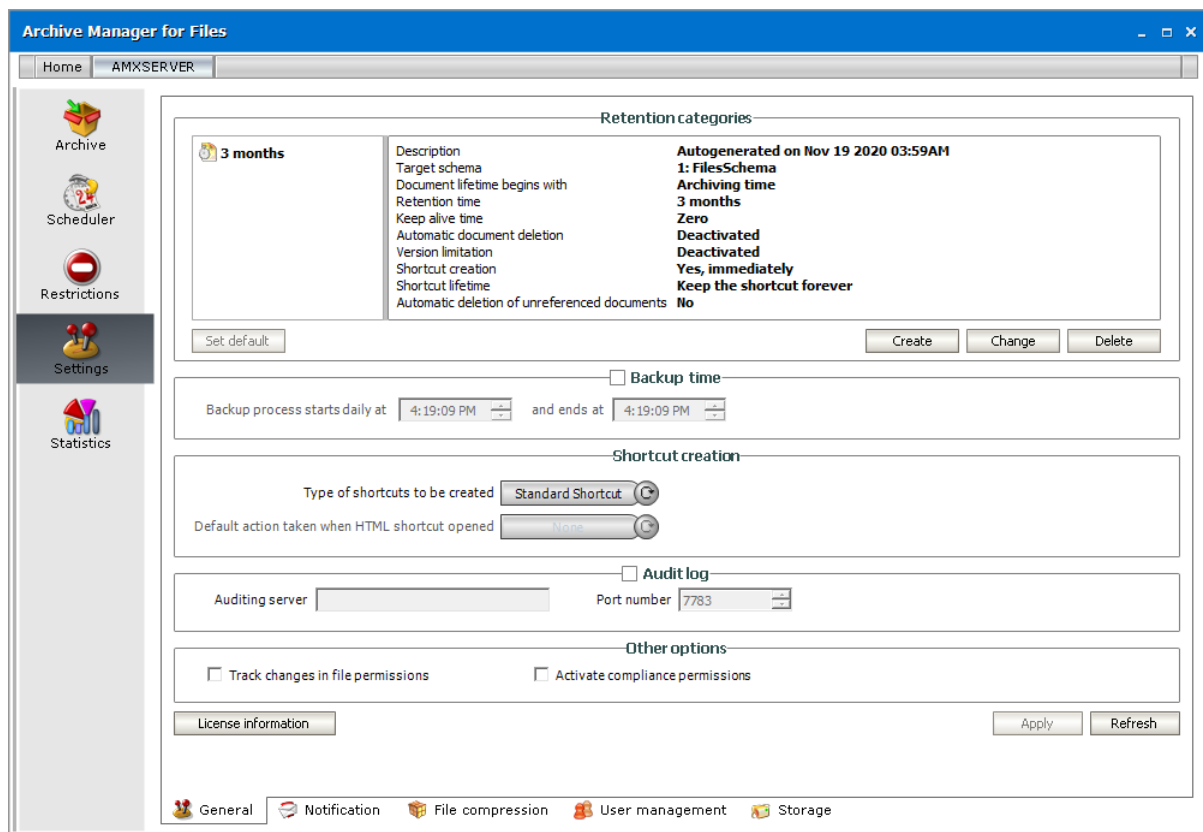 Archive Manager for Files
Home AMXSERVER
Archive
Scheduler
Restrictions
Settings
Statistics
Retention categories
3 months
Description Autogenerated on Nov 19 2020 03:59AM
Target schema 1: FilesSchema
Document lifetime begins with Archiving time
Retention time 3 months
Keep alive time Zero
Automatic document deletion Deactivated
Version limitation Deactivated
Shortcut creation Yes, immediately
Shortcut lifetime Keep the shortcut forever
Automatic deletion of unreferenced documents No
Set default Create Change Delete
Backup time
Backup process starts daily at 4:19:09 PM and ends at 4:19:09 PM
Shortcut creation
Type of shortcuts to be created Standard Shortcut
Default action taken when HTML shortcut opened None
Audit log
Auditing server Port number 7783
Other options
Track changes in file permissions Activate compliance permissions
License information Apply Refresh
General Notification File compression User management Storage